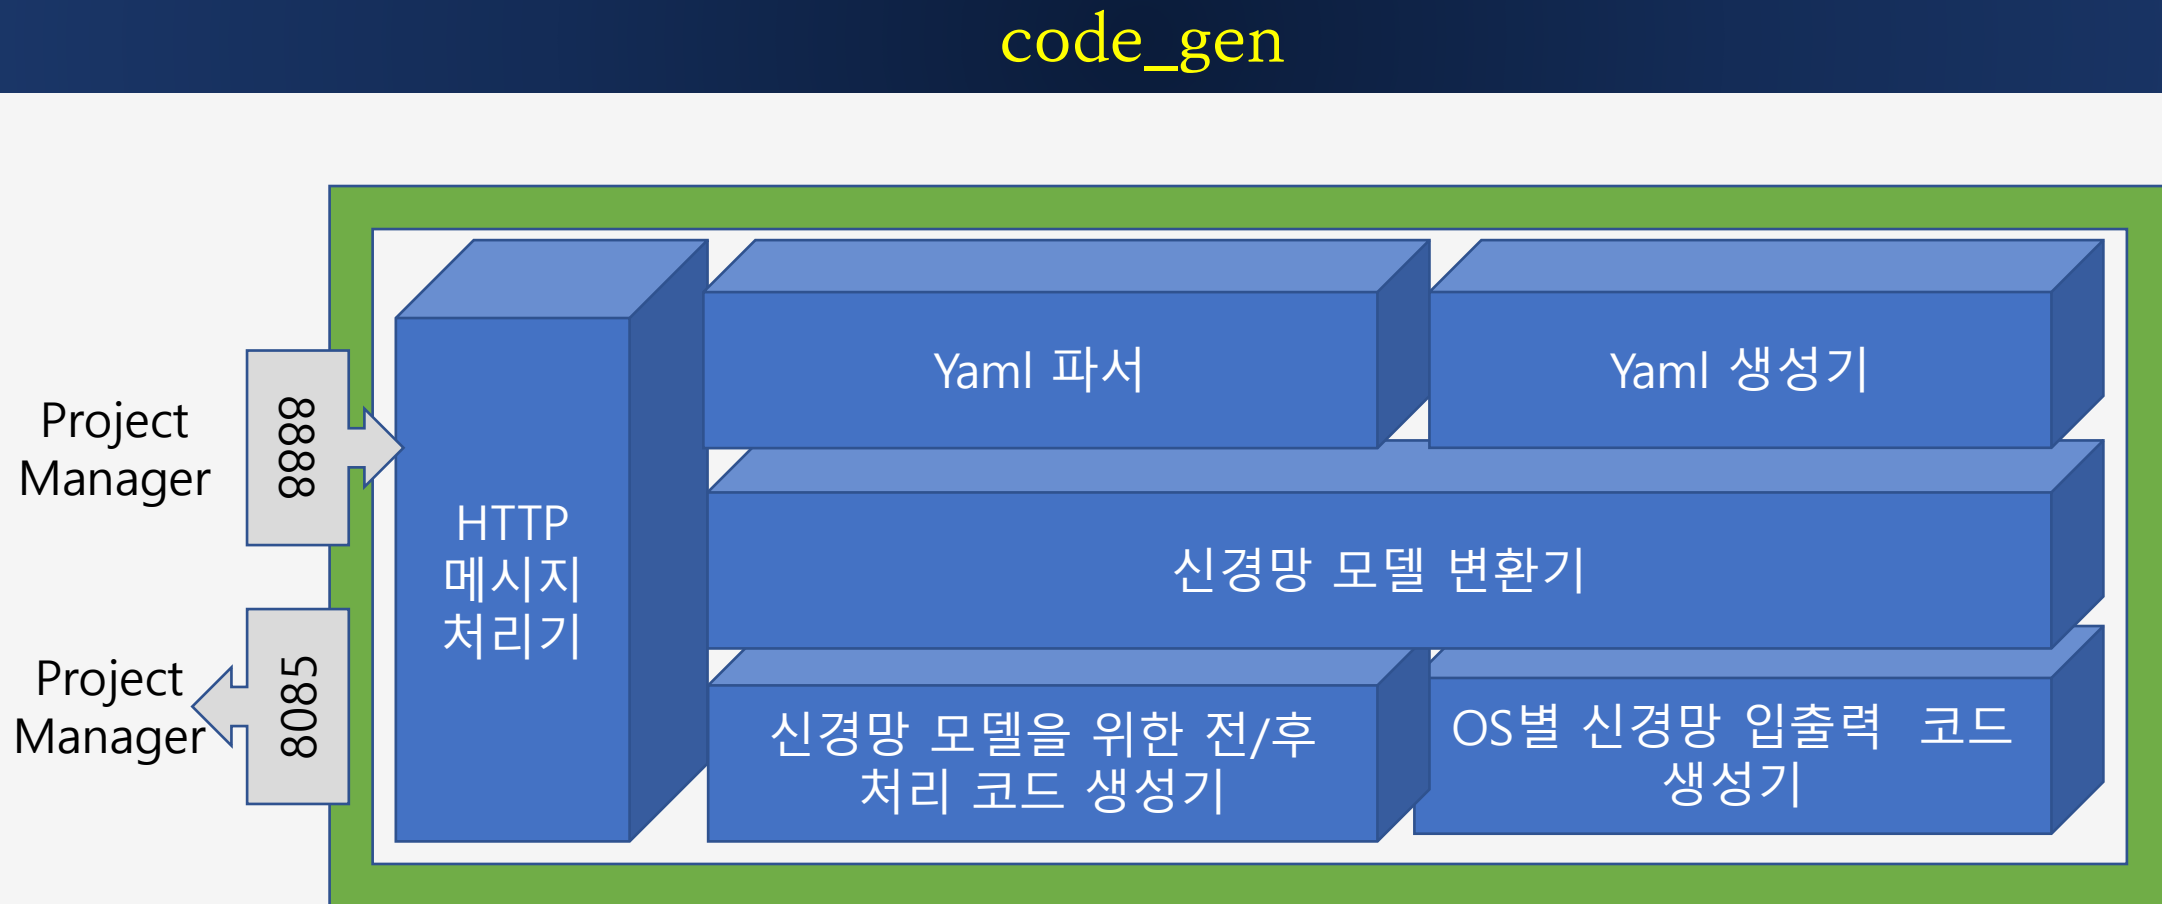 code_gen
Project
Manager
8888
Project
Manager
8085
HTTP
메시지
처리기
Yaml 파서
Yaml 생성기
신경망 모델 변환기
신경망 모델을 위한 전/후
처리 코드 생성기
OS별 신경망 입출력 코드
생성기